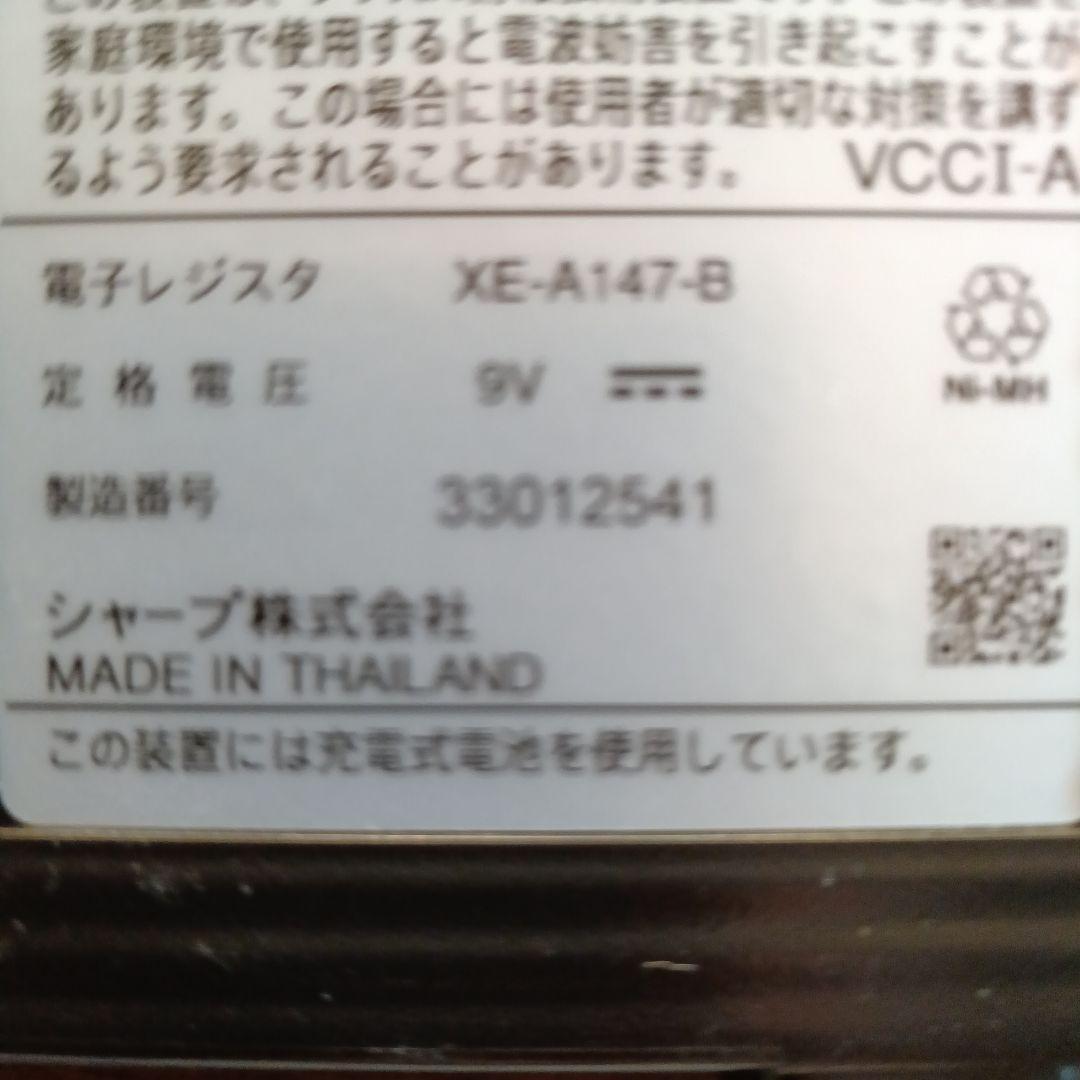 家庭環境で使用すると電波妨害を引き起こすことが
あります。この場合には使用者が適切な対策を講ず
るよう要求されることがあります。 VCCI-A
電子レジスタ XE-A147-B
定格電圧 9V
Ni-MH
製造番号 33012541
シャープ株式会社
MADE IN THAILAND
この装置には充電式電池を使用しています。